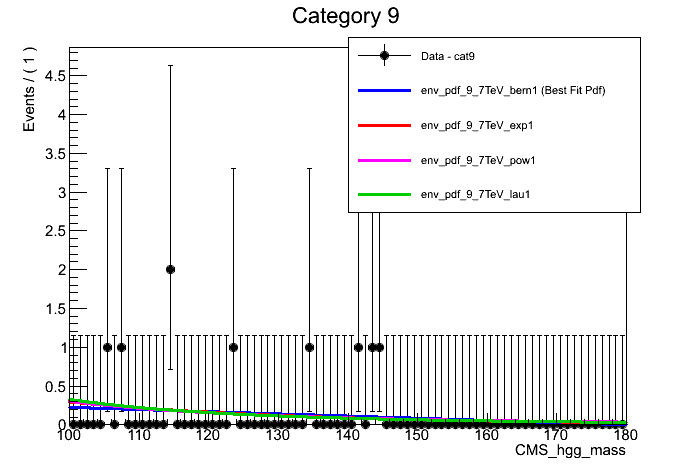 Category 9
Events / ( 1 )
Data - cat9
env_pdf_9_7TeV_bern1 (Best Fit Pdf)
env_pdf_9_7TeV_exp1
env_pdf_9_7TeV_pow1
env_pdf_9_7TeV_lau1
4.5
4
3.5
3
2.5
2
1.5
1
0.5
0
100 110 120 130 140 150 160 170 180
CMS_hgg_mass